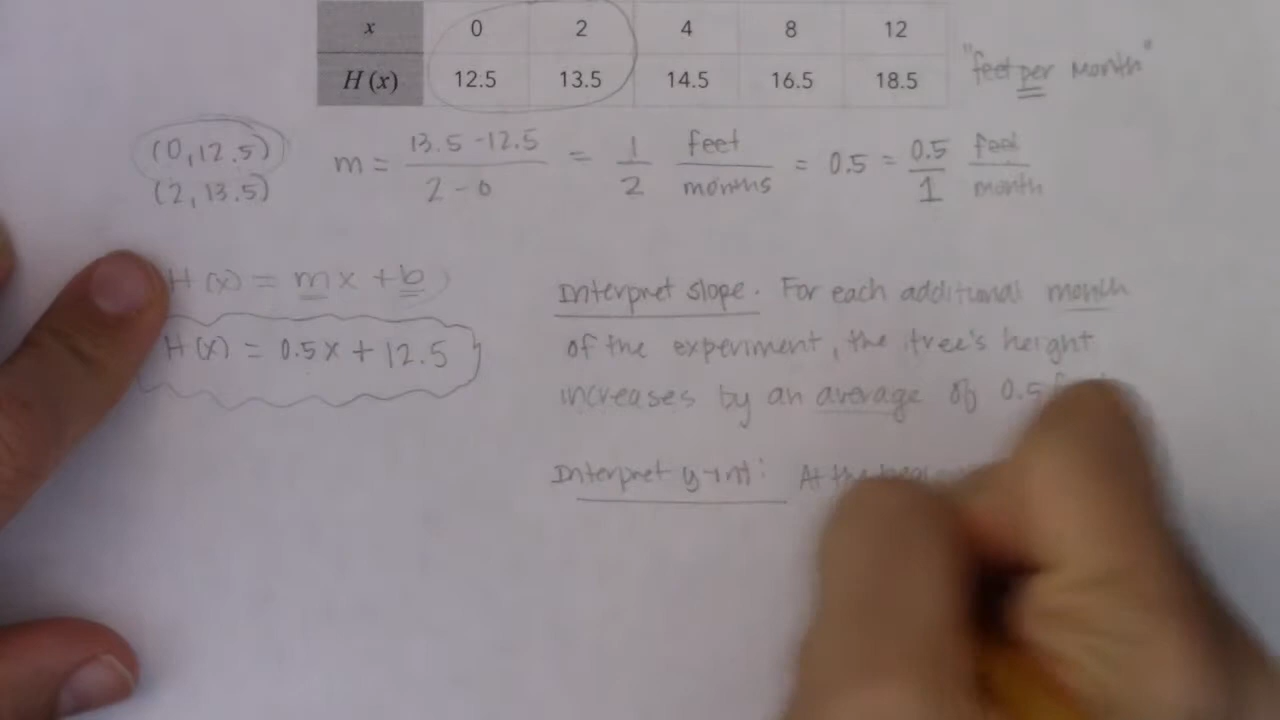 x 0 2 4 8 12
H(x) 12.5 13.5 14.5 16.5 18.5
"feet per month"
(0, 12.5)
(2, 13.5)
m = 13.5 - 12.5 / 2 - 0 = 1/2 feet/months = 0.5 = 0.5/1 feet/month
H(x) = mx + b
H(x) = 0.5x + 12.5
Interpret slope. For each additional month
of the experiment, the tree's height
increases by an average of 0.5
Interpret y-int: At the